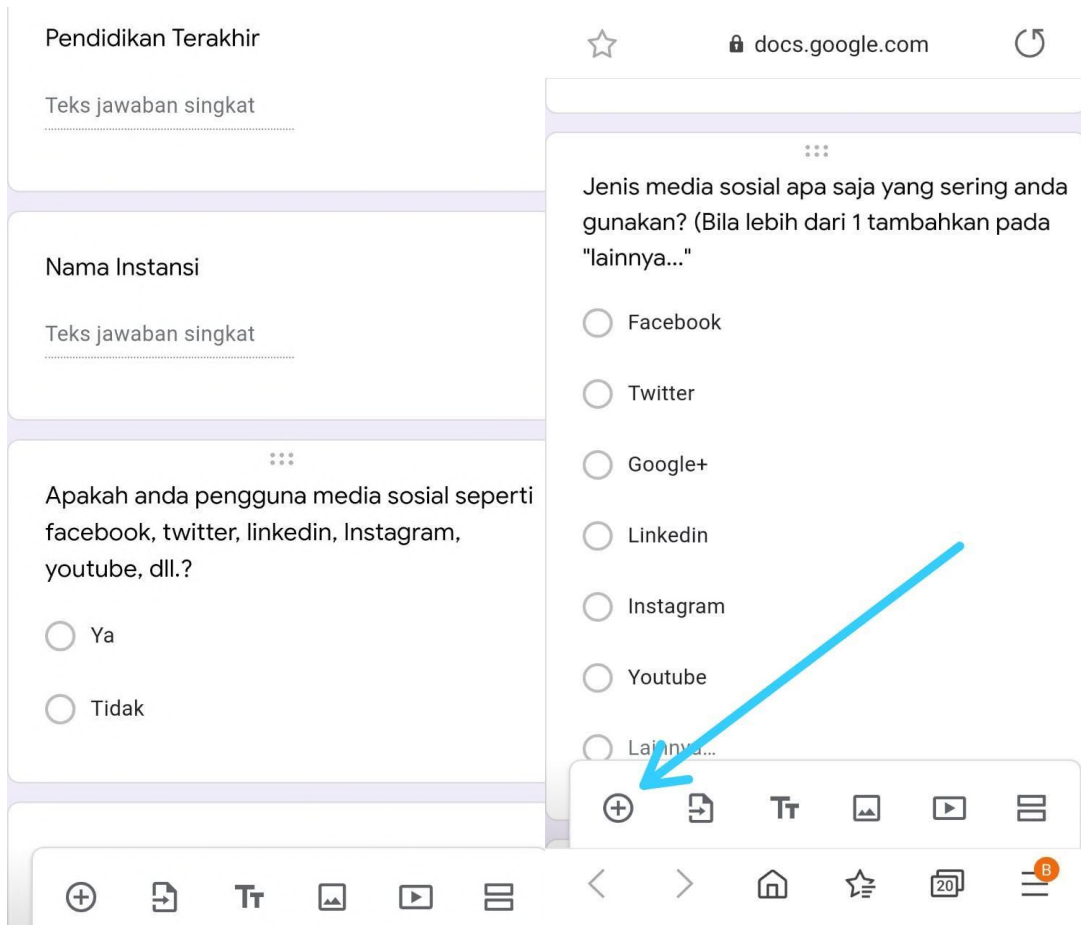 Pendidikan Terakhir
Teks jawaban singkat
Nama Instansi
Teks jawaban singkat
Apakah anda pengguna media sosial seperti
facebook, twitter, linkedin, Instagram,
youtube, dll.?
Ya
Tidak
Tт
docs.google.com
Jenis media sosial apa saja yang sering anda
gunakan? (Bila lebih dari 1 tambahkan pada
"lainnya..."
Facebook
Twitter
Google+
Linkedin
Instagram
Youtube
Lainnya...
Tт
20
B